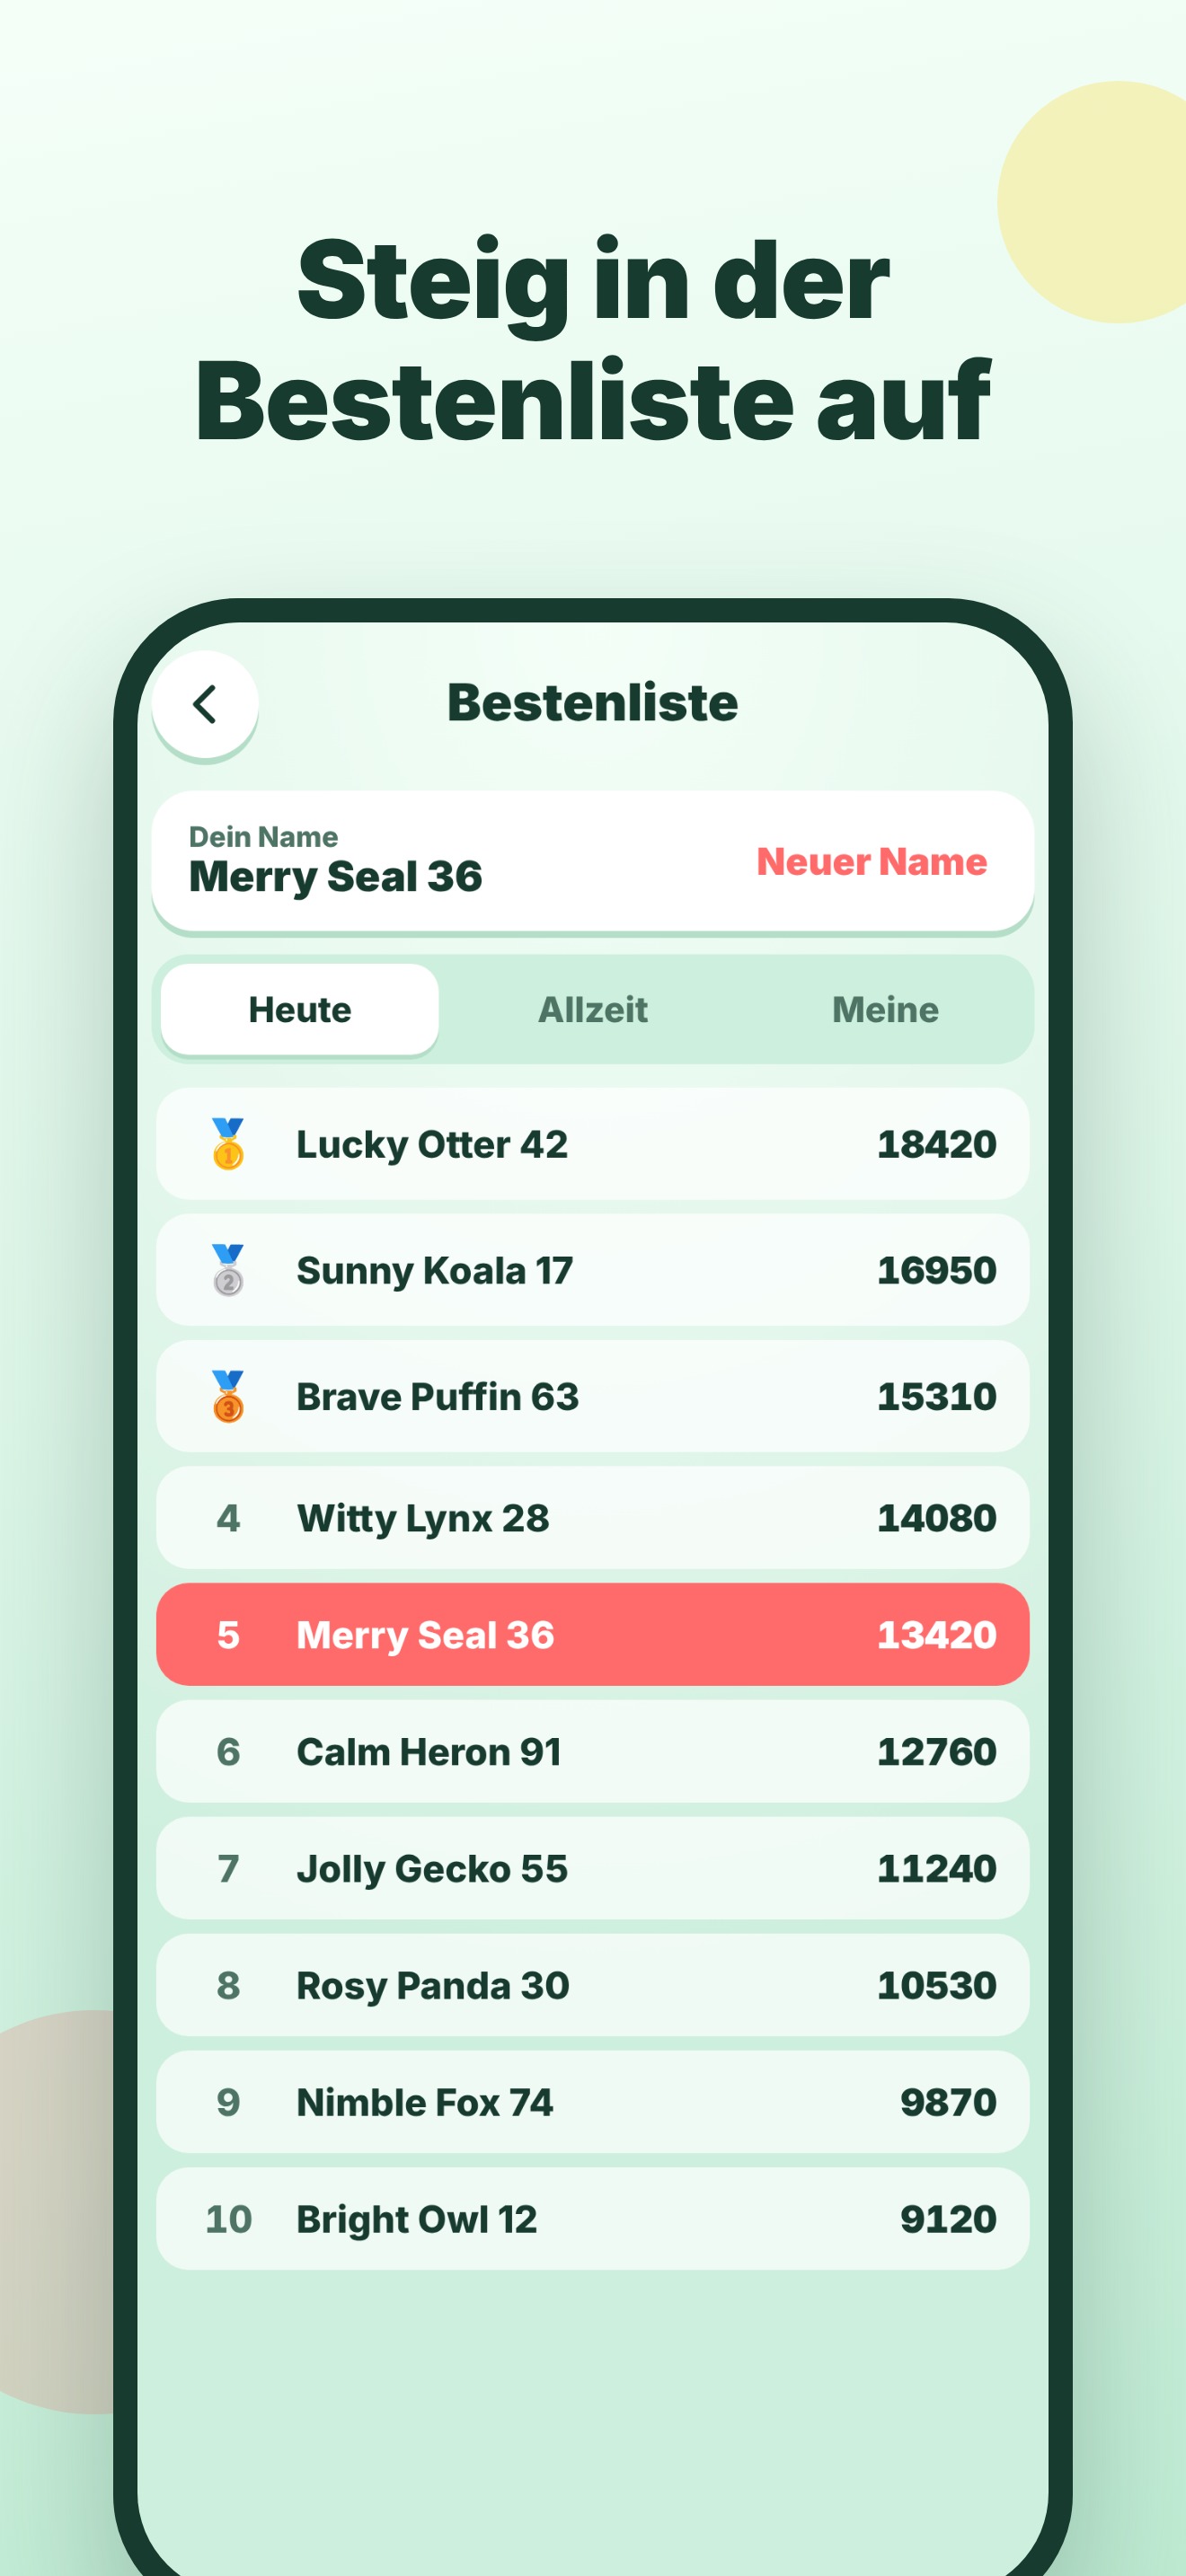 Steig in der
Bestenliste auf
Bestenliste
Dein Name
Merry Seal 36
Neuer Name
Heute Allzeit Meine
1 Lucky Otter 42 18420
2 Sunny Koala 17 16950
3 Brave Puffin 63 15310
4 Witty Lynx 28 14080
5 Merry Seal 36 13420
6 Calm Heron 91 12760
7 Jolly Gecko 55 11240
8 Rosy Panda 30 10530
9 Nimble Fox 74 9870
10 Bright Owl 12 9120